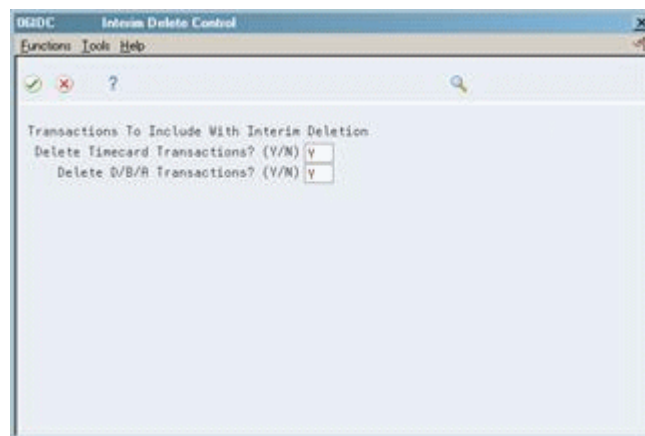 06IDC Interim Delete Control
Functions Tools Help
?
Transactions To Include With Interim Deletion
Delete Timecard Transactions? (Y/N) Y
Delete D/B/A Transactions? (Y/N) Y